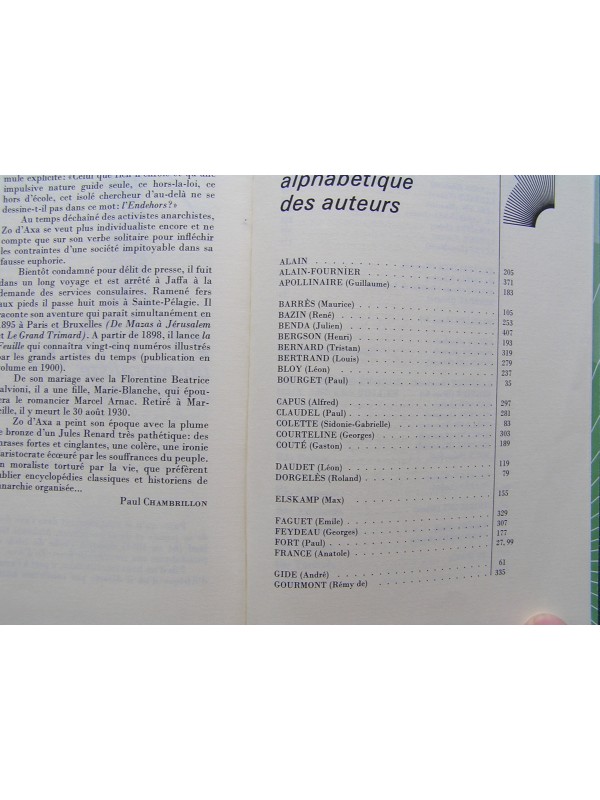 mule explicite: «Celui que rien n'enrôle et qu'une
impulsive nature guide seule, ce hors-la-loi, ce
hors d'école, cet isolé chercheur d'au-delà ne se
dessine-t-il pas dans ce mot: l'Endehors?»
Au temps déchaîné des activistes anarchistes,
Zo d'Axa se veut plus individualiste encore et ne
compte que sur son verbe solitaire pour infléchir
les contraintes d'une société impitoyable dans sa
fausse euphorie.
Bientôt condamné pour délit de presse, il fuit
dans un long voyage et est arrêté à Jaffa à la
demande des services consulaires. Ramené fers
aux pieds il passe huit mois à Sainte-Pélagie. Il
raconte son aventure qui paraît simultanément en
1895 à Paris et Bruxelles (De Mazas à Jérusalem
et Le Grand Trimard). A partir de 1898, il lance la
Feuille qui connaîtra vingt-cinq numéros illustrés
par les grands artistes du temps (publication en
volume en 1900).
De son mariage avec la Florentine Beatrice
alvioni, il a une fille, Marie-Blanche, qui épou-
era le romancier Marcel Arnac. Retiré à Mar-
eille, il y meurt le 30 août 1930.
Zo d'Axa a peint son époque avec la plume
e bronze d'un Jules Renard très pathétique: des
hrases fortes et cinglantes, une colère, une ironie
'aristocrate écœuré par les souffrances du peuple.
n moraliste torturé par la vie, que préfèrent
ublier encyclopédies classiques et historiens de
anarchie organisée...
Paul CHAMBRILLON
alphabétique
des auteurs
ALAIN 205
ALAIN-FOURNIER 371
APOLLINAIRE (Guillaume) 183
BARRÈS (Maurice) 105
BAZIN (René) 253
BENDA (Julien) 407
BERGSON (Henri) 193
BERNARD (Tristan) 319
BERTRAND (Louis) 279
BLOY (Léon) 237
BOURGET (Paul) 35
CAPUS (Alfred) 297
CLAUDEL (Paul) 283
COLETTE (Sidonie-Gabrielle) 83
COURTELINE (Georges) 303
COUTÉ (Gaston) 189
DAUDET (Léon) 119
DORGELÈS (Roland) 79
ELSKAMP (Max) 155
FAGUET (Emile) 329
FEYDEAU (Georges) 307
FORT (Paul) 177
FRANCE (Anatole) 27, 99
GIDE (André) 61
GOURMONT (Rémy de) 335